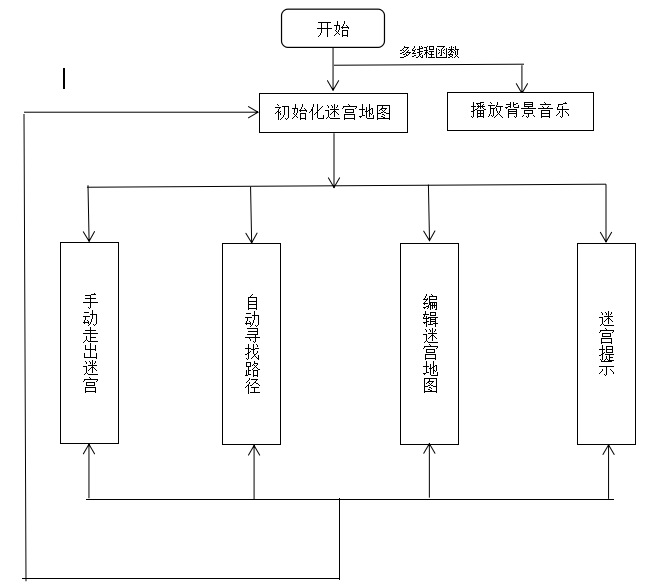 开始
多线程函数
初始化迷宫地图
播放背景音乐
手动走出迷宫
自动寻找路径
编辑迷宫地图
迷宫提示